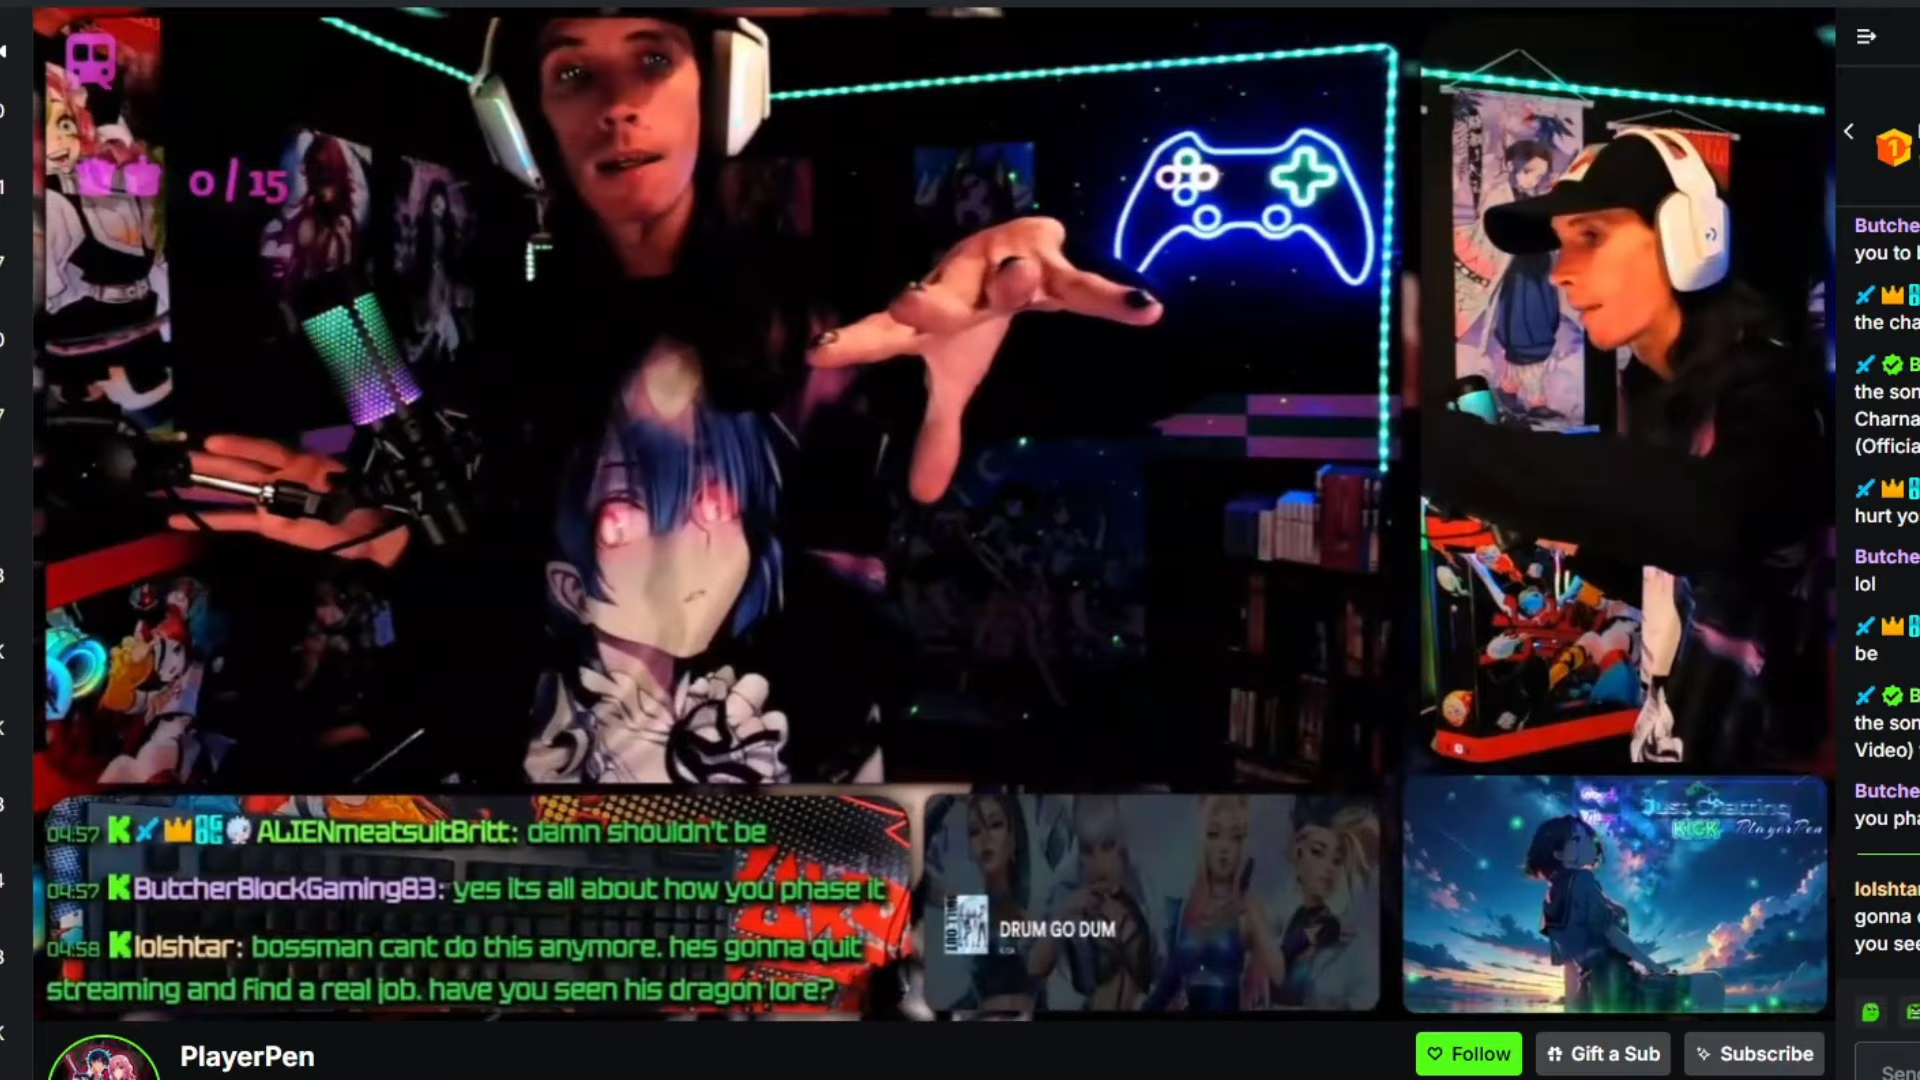 0 / 15
04:57 ALIENmeatsuitBritt: damn shouldn't be
04:57 ButcherBlockGaming83: yes its all about how you phase it
04:58 lolshtar: bossman cant do this anymore. hes gonna quit
streaming and find a real job. have you seen his dragon lore?
DRUM GO DUM
K/DA
Just Chatting
KICK PlayerPen
PlayerPen
Follow
Gift a Sub
Subscribe
1
Butche
you to
the cha
B
the son
Charna
(Officia
hurt yo
Butche
lol
be
B
the son
Video)
Butche
you pha
lolshtar
gonna
you see
Send